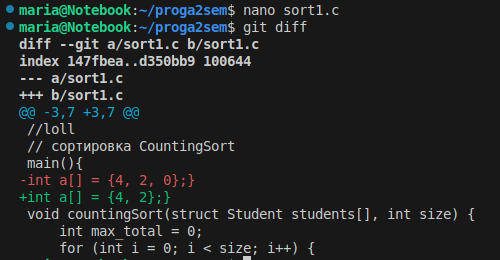 maria@Notebook:~/proga2sem$ nano sort1.c
maria@Notebook:~/proga2sem$ git diff
diff --git a/sort1.c b/sort1.c
index 147fbea..d350bb9 100644
--- a/sort1.c
+++ b/sort1.c
@@ -3,7 +3,7 @@
 //loll
 // сортировка CountingSort
 main(){
-int a[] = {4, 2, 0};}
+int a[] = {4, 2};}
 void countingSort(struct Student students[], int size) {
     int max_total = 0;
     for (int i = 0; i < size; i++) {